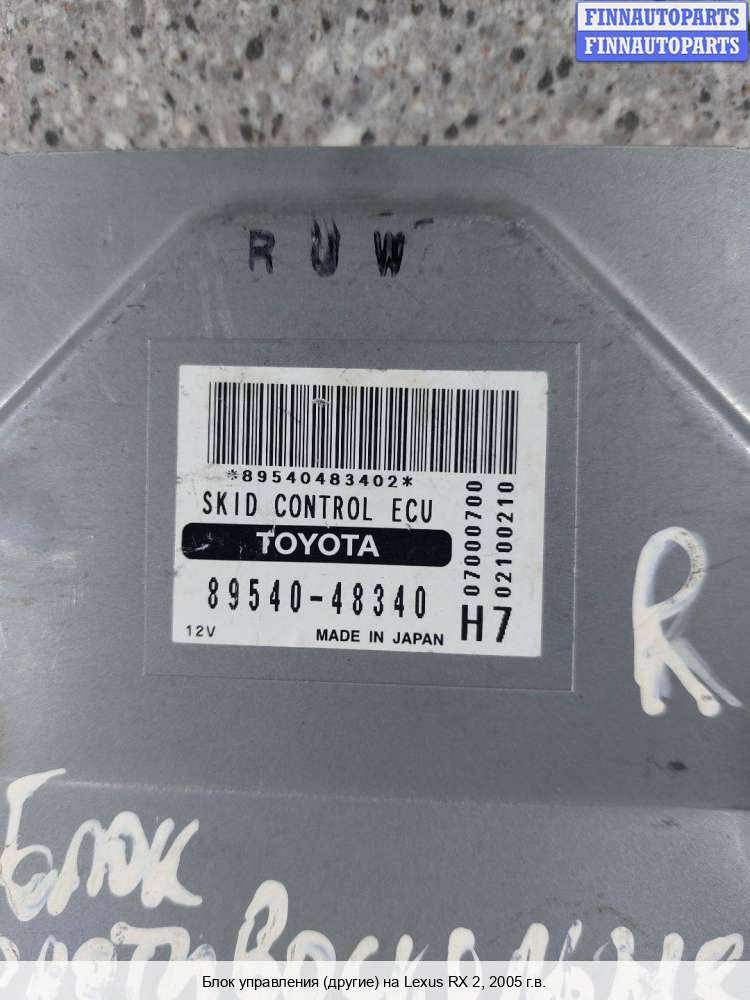 FINNAUTOPARTS
FINNAUTOPARTS
RUW
*89540483402*
SKID CONTROL ECU
TOYOTA
89540-48340
12V
MADE IN JAPAN
H7
07000700
02100210
R
Блок
Блок управления (другие) на Lexus RX 2, 2005 г.в.